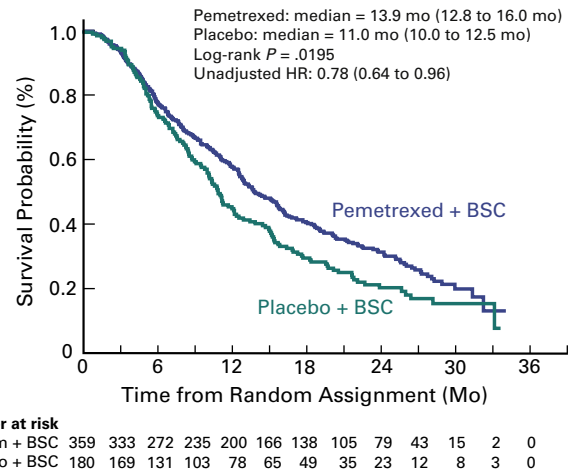 Pemetrexed: median = 13.9 mo (12.8 to 16.0 mo)
Placebo: median = 11.0 mo (10.0 to 12.5 mo)
Log-rank P = .0195
Unadjusted HR: 0.78 (0.64 to 0.96)
1.0
0.8
0.6
0.4
0.2
0
Survival Probability (%)
Pemetrexed + BSC
Placebo + BSC
6 12 18 24 30 36
Time from Random Assignment (Mo)
r at risk
+ BSC 359 333 272 235 200 166 138 105 79 43 15 2 0
o + BSC 180 169 131 103 78 65 49 35 23 12 8 3 0